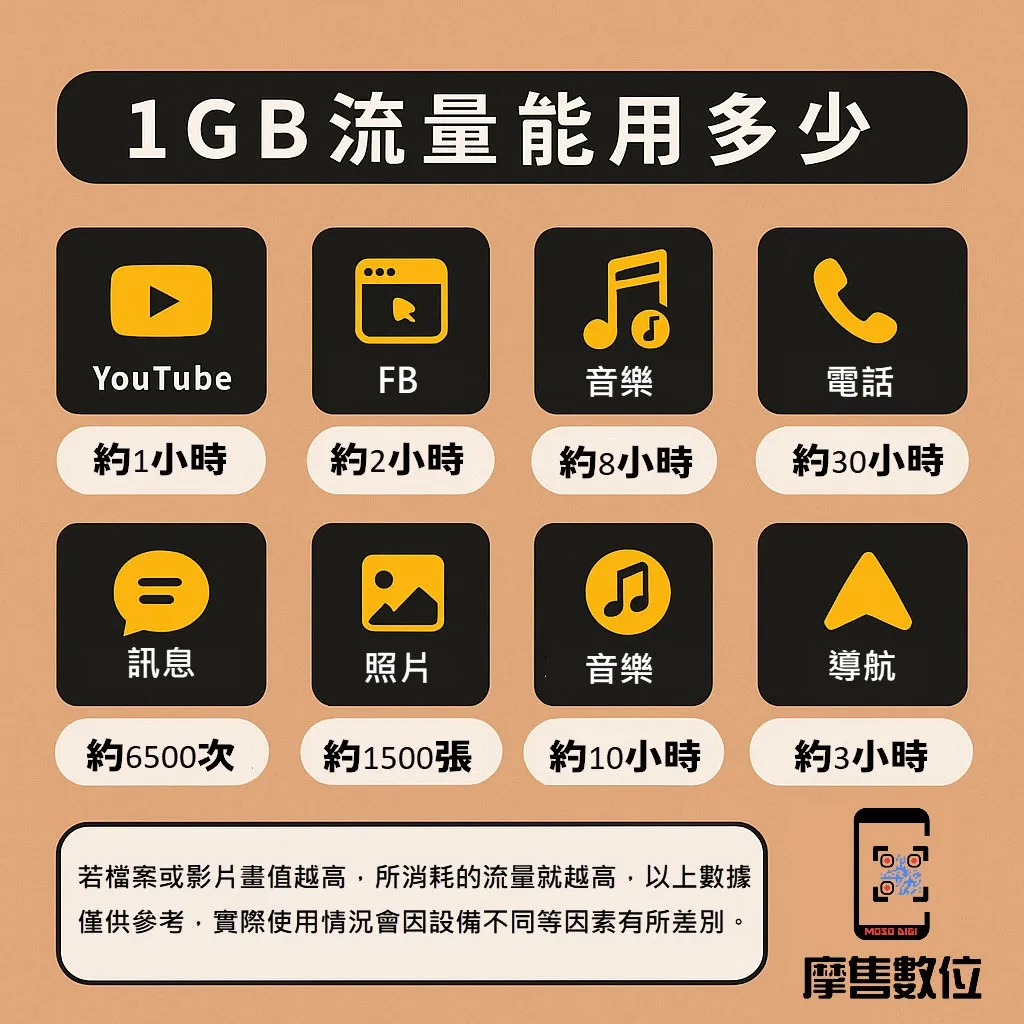 1GB流量能用多少
YouTube
FB
音樂
電話
約1小時
約2小時
約8小時
約30小時
訊息
照片
音樂
導航
約6500次
約1500張
約10小時
約3小時
若檔案或影片畫值越高，所消耗的流量就越高，以上數據
僅供參考，實際使用情況會因設備不同等因素有所差別。
MOSO DIGI
摩售數位